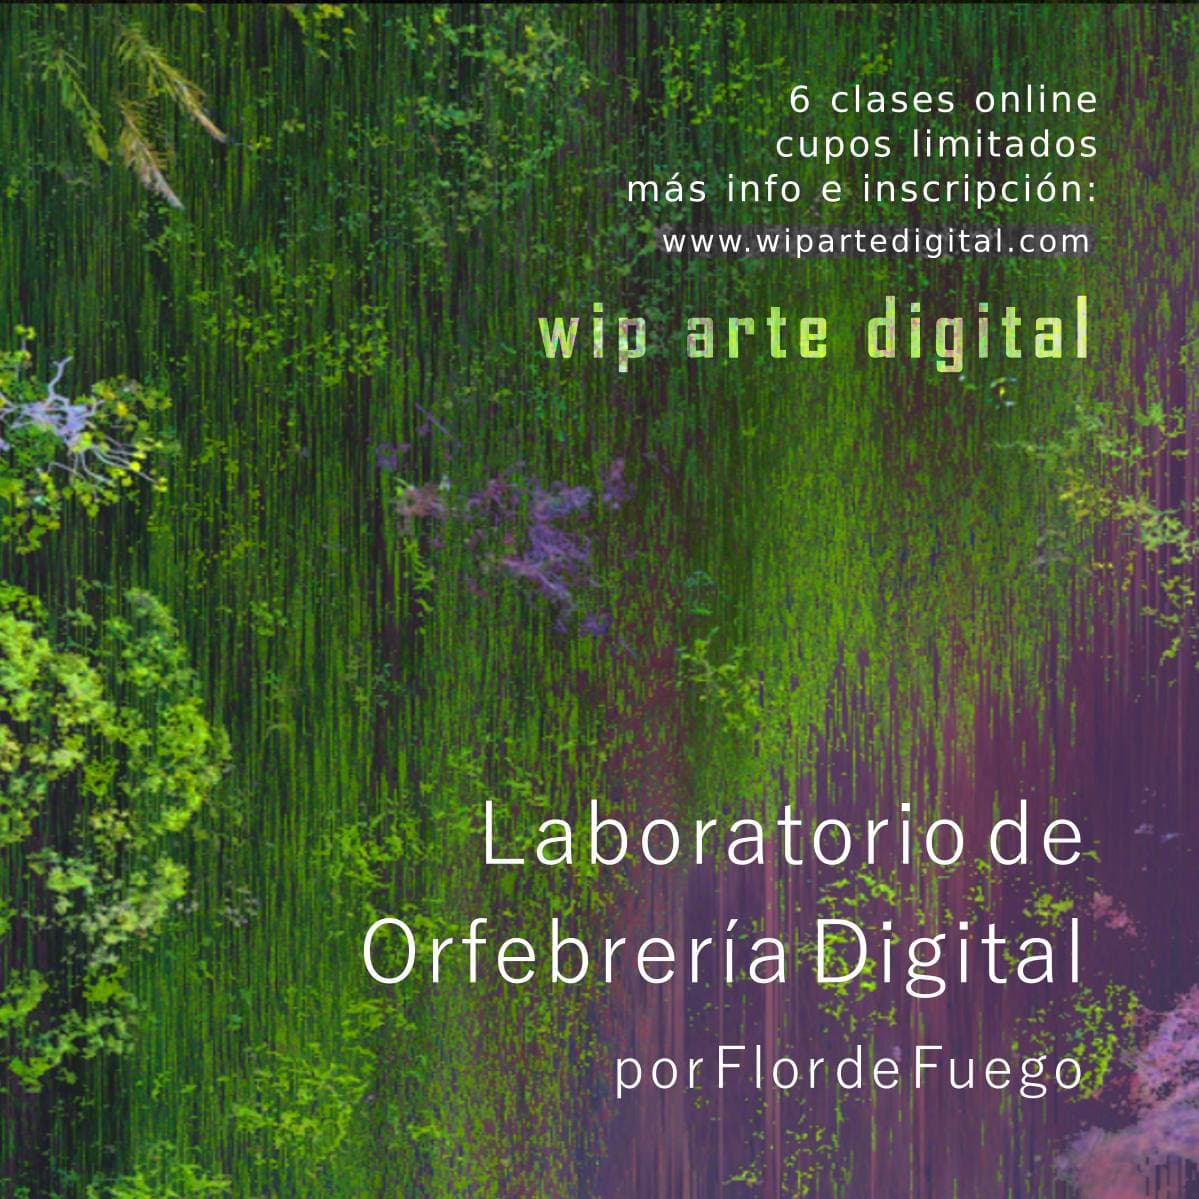 6 clases online
cupos limitados
más info e inscripción:
www.wipartedigital.com
wip arte digital
Laboratorio de
Orfebrería Digital
por Flor de Fuego